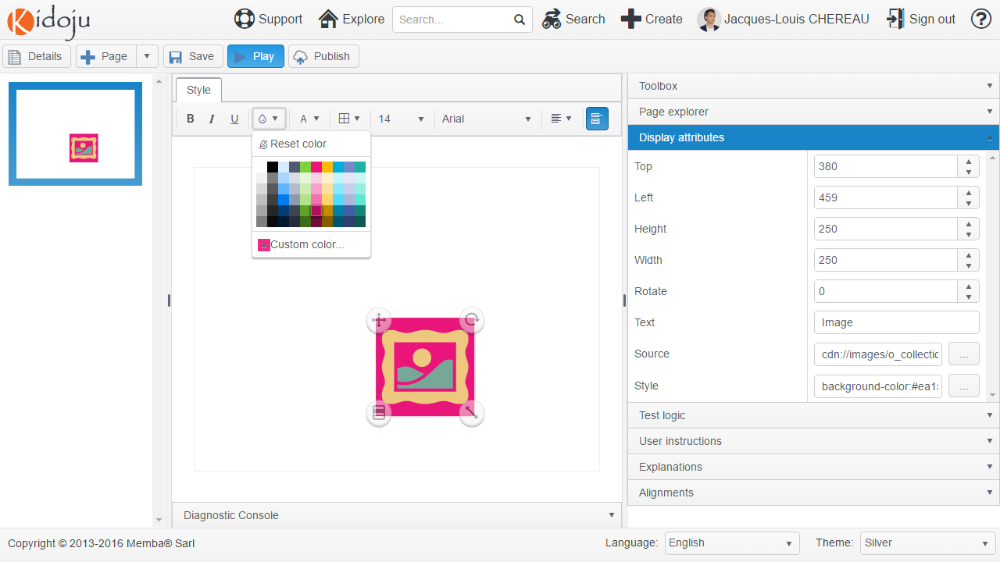 Kidoju
Support
Explore
Search...
Search
Create
Jacques-Louis CHEREAU
Sign out
Details
Page
Save
Play
Publish
Style
B I U A 14 Arial
Reset color
Custom color...
Diagnostic Console
Toolbox
Page explorer
Display attributes
Top 380
Left 459
Height 250
Width 250
Rotate 0
Text Image
Source cdn://images/o_collectic ...
Style background-color:#ea1 ...
Test logic
User instructions
Explanations
Alignments
Copyright © 2013-2016 Memba® Sarl
Language: English
Theme: Silver